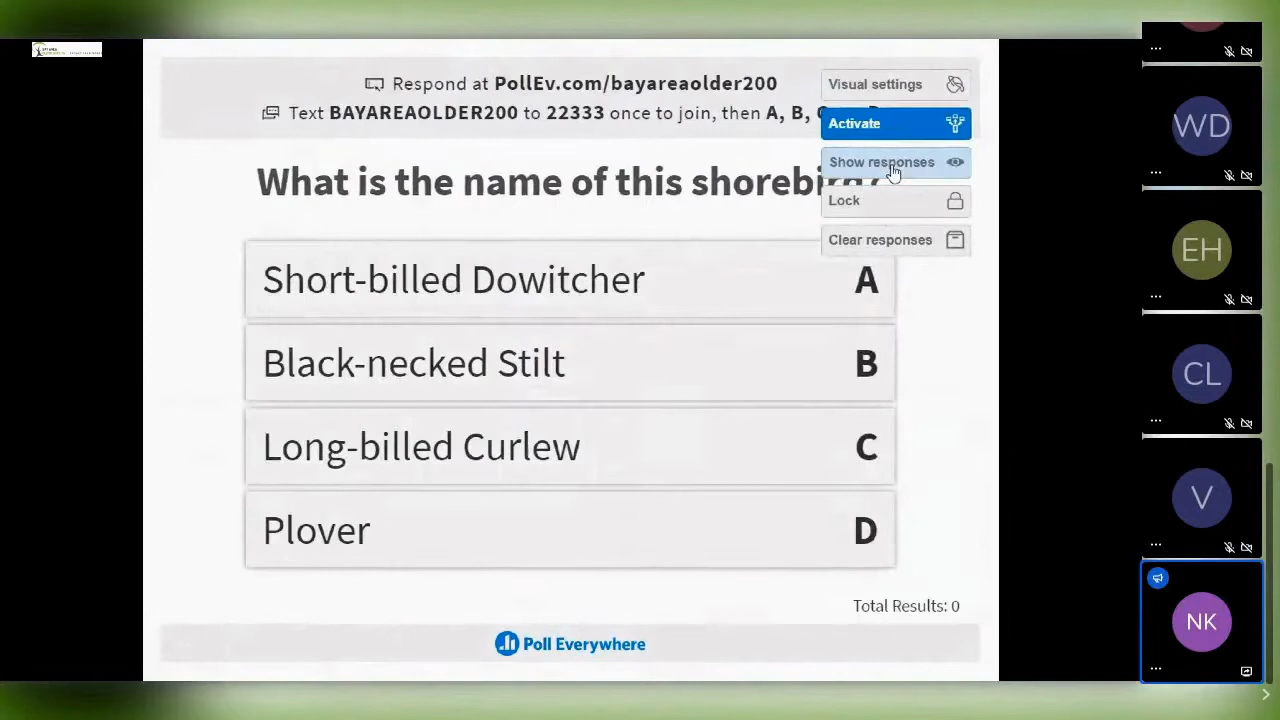 Respond at PollEv.com/bayareaolder200
Text BAYAREAOLDER200 to 22333 once to join, then A, B,
Visual settings
Activate
Show responses
Lock
Clear responses
What is the name of this shorebird?
Short-billed Dowitcher A
Black-necked Stilt B
Long-billed Curlew C
Plover D
Total Results: 0
Poll Everywhere
WD
EH
CL
V
NK